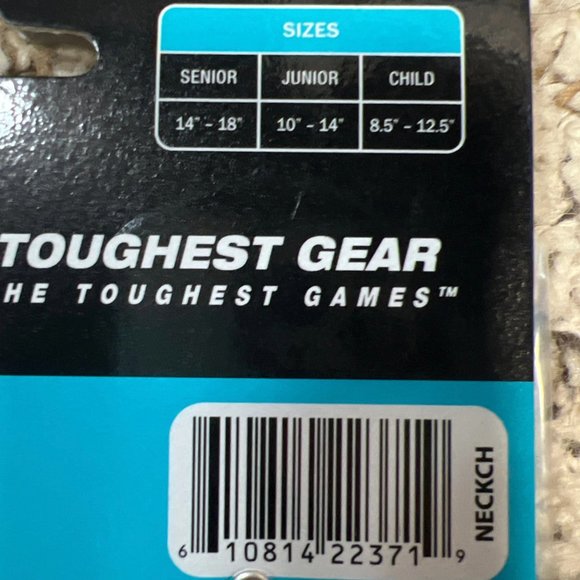 SIZES
SENIOR JUNIOR CHILD
14" - 18" 10" - 14" 8.5" - 12.5"
TOUGHEST GEAR
HE TOUGHEST GAMES™
NECKCH
6 10814 22371 9